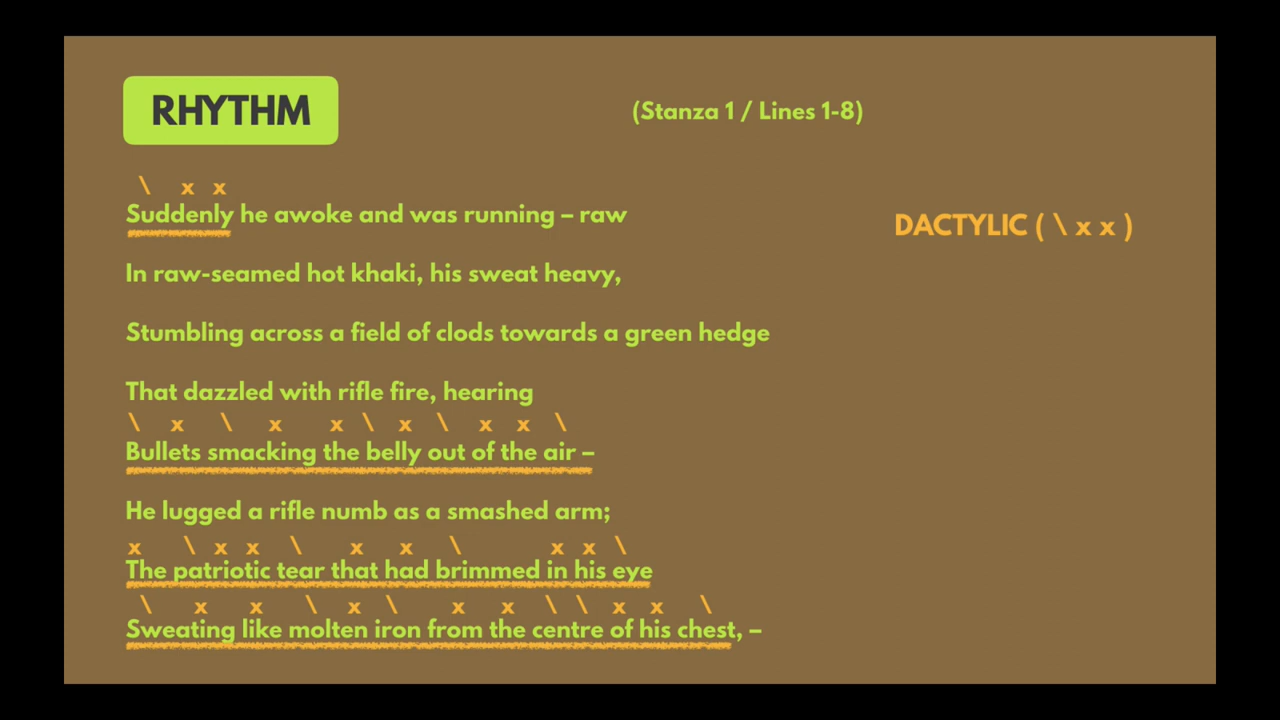 RHYTHM
(Stanza 1 / Lines 1-8)
\ x x
Suddenly he awoke and was running – raw
DACTYLIC ( \ x x )
In raw-seamed hot khaki, his sweat heavy,
Stumbling across a field of clods towards a green hedge
That dazzled with rifle fire, hearing
\ x \ x x \ x \ x x \
Bullets smacking the belly out of the air –
He lugged a rifle numb as a smashed arm;
x \ x x \ x x \ x x \
The patriotic tear that had brimmed in his eye
\ x x \ x \ x x \ \ x x \
Sweating like molten iron from the centre of his chest, –